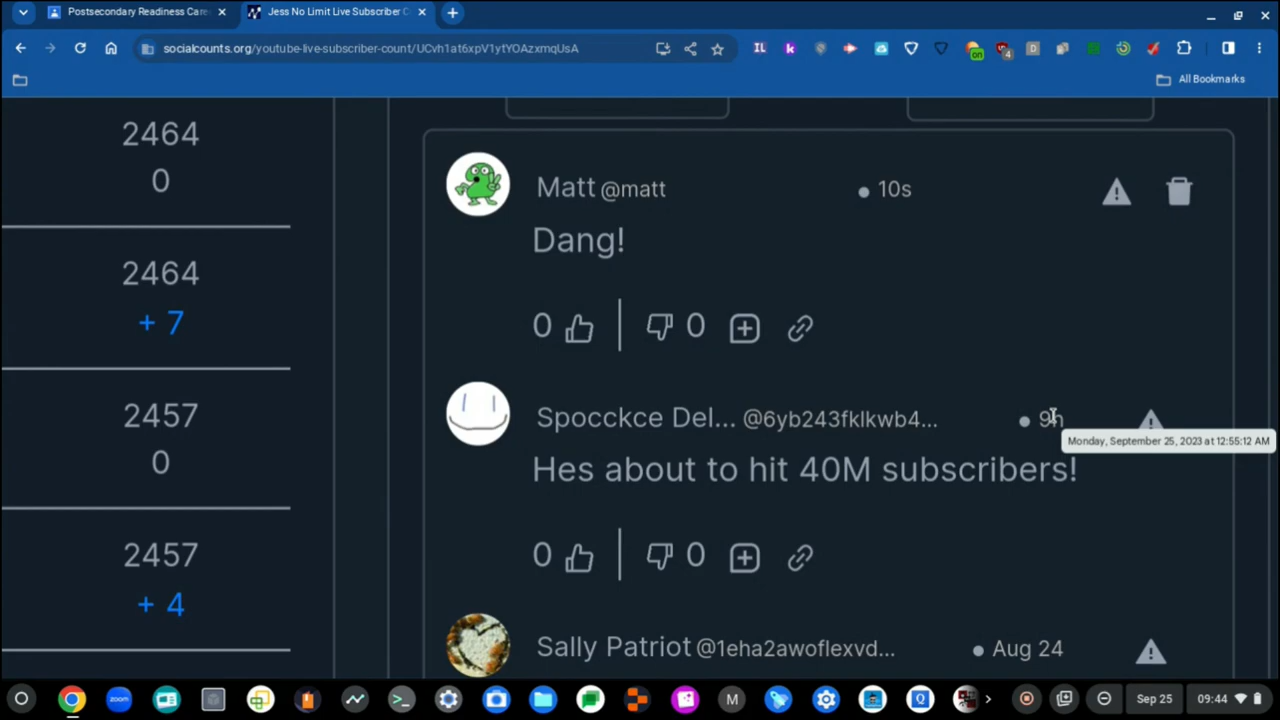 Postsecondary Readiness Care
Jess No Limit Live Subscriber C
socialcounts.org/youtube-live-subscriber-count/UCvh1at6xpV1ytYOAzxmqUsA
All Bookmarks
2464
0
2464
+ 7
2457
0
2457
+ 4
Matt @matt • 10s
Dang!
0 0
Spocckce Del... @6yb243fklkwb4... • 9h
Monday, September 25, 2023 at 12:55:12 AM
Hes about to hit 40M subscribers!
0 0
Sally Patriot @1eha2awoflexvd... • Aug 24
Sep 25
09:44